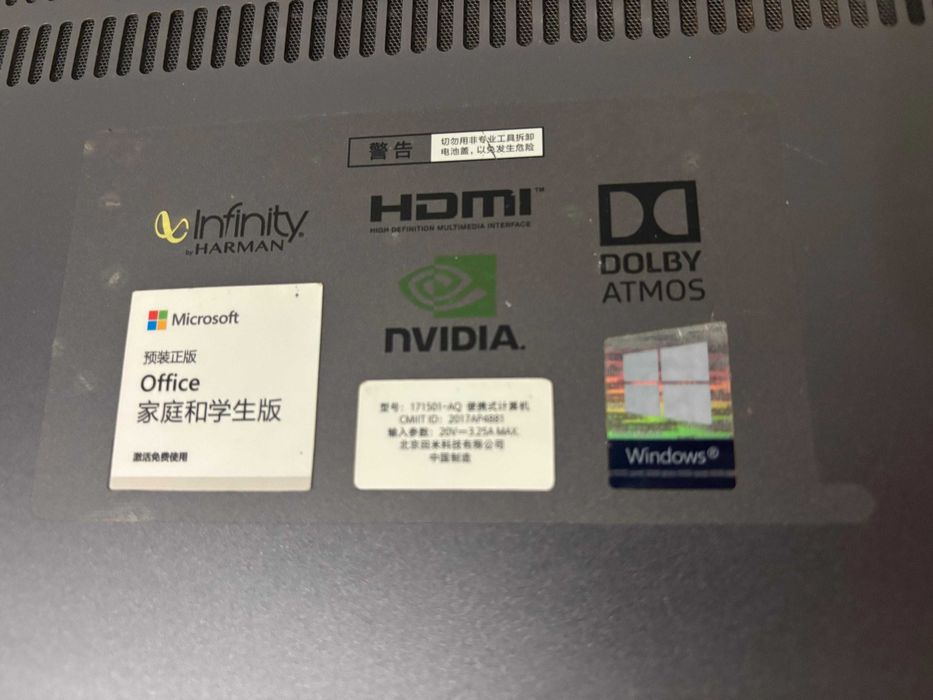 警告
切勿用非专业工具拆卸
电池盖，以免发生危险
Infinity®
by HARMAN
HDMI™
HIGH DEFINITION MULTIMEDIA INTERFACE
DOLBY
ATMOS
NVIDIA.
Microsoft
预装正版
Office
家庭和学生版
激活免费使用
型号：171501-AQ 便携式计算机
CMIIT ID：2017AP4881
输入参数：20V⎓3.25A MAX
北京田米科技有限公司
中国制造
Windows®